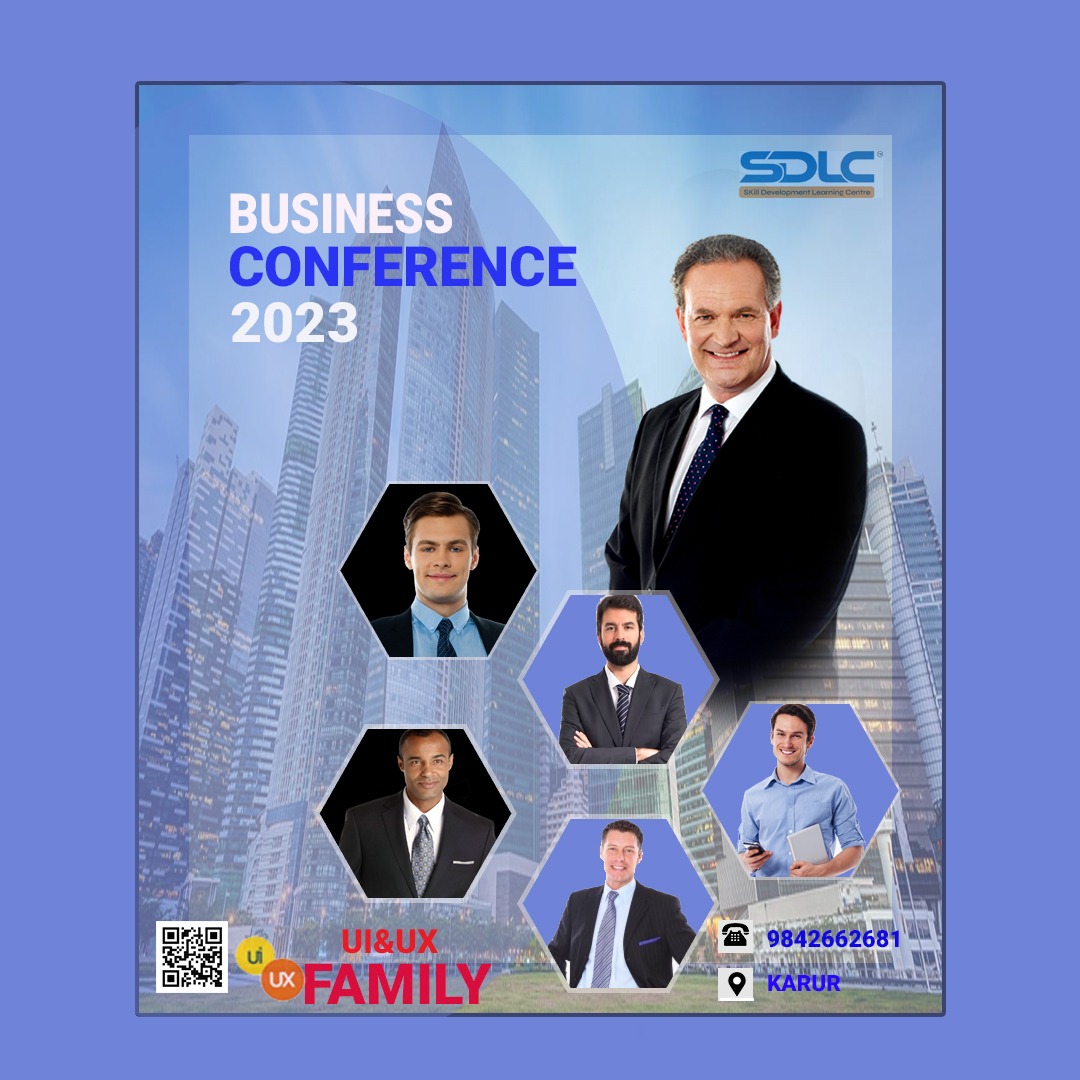 SDLC
SKill Development Learning Centre
BUSINESS
CONFERENCE
2023
UI&UX
ui
UX
FAMILY
9842662681
KARUR